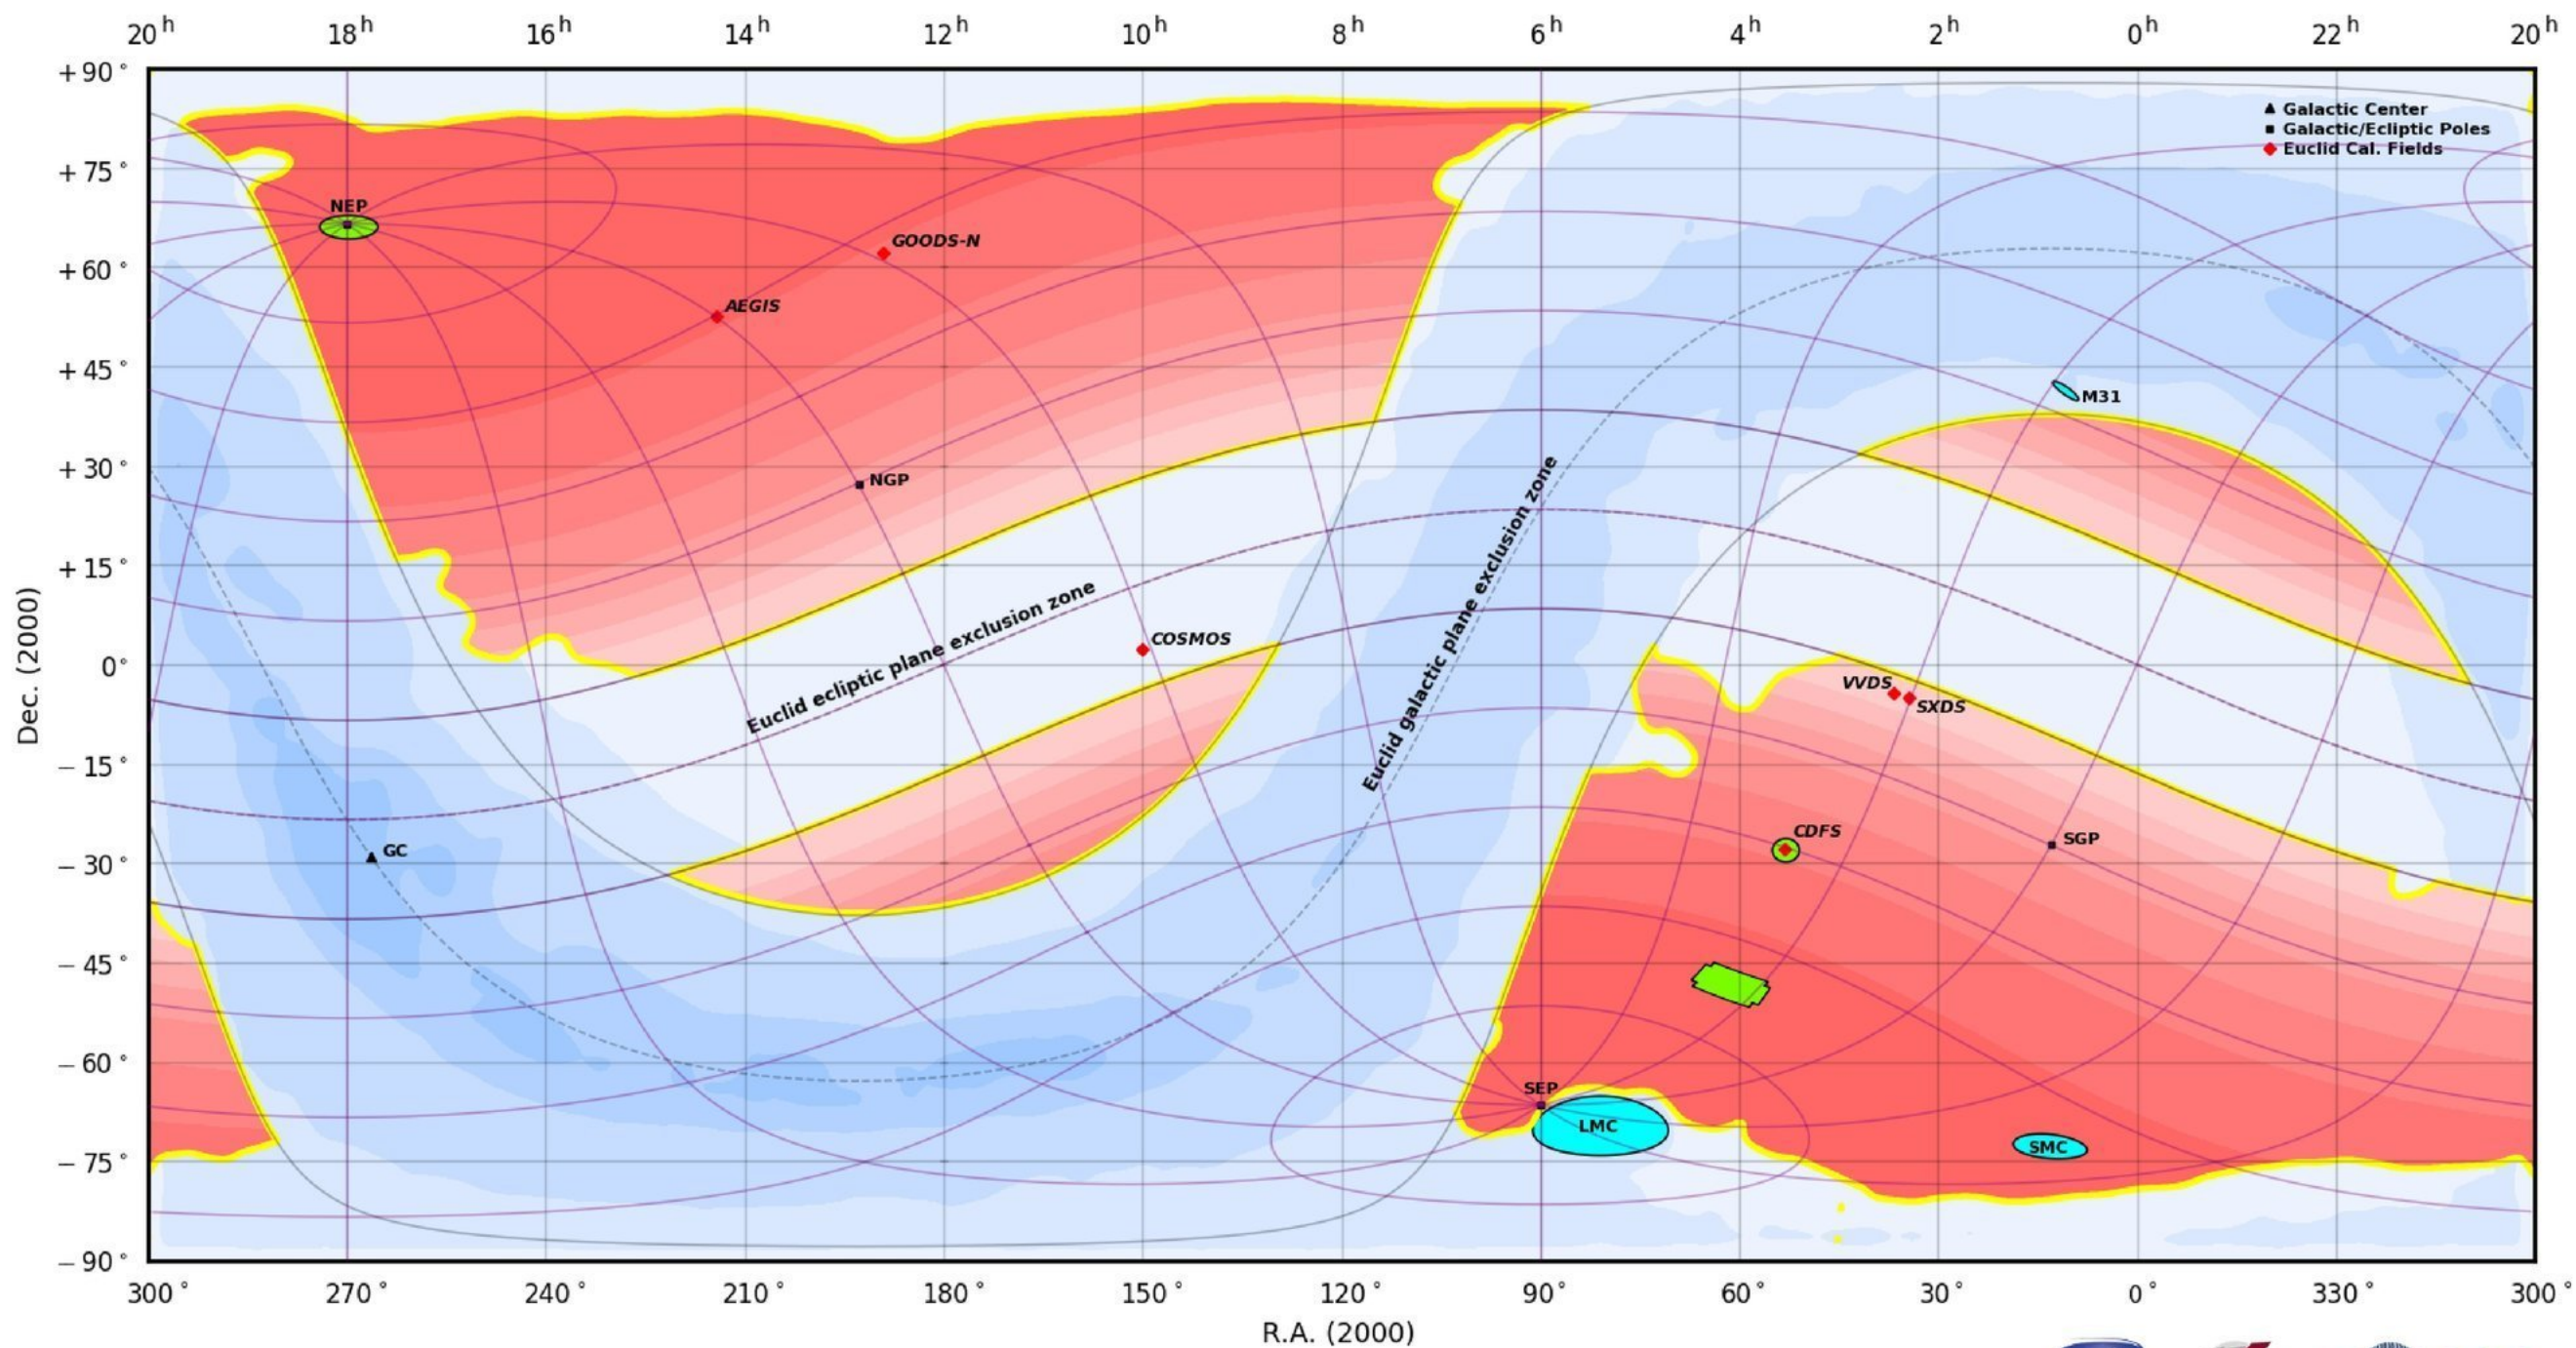 20h 18h 16h 14h 12h 10h 8h 6h 4h 2h 0h 22h 20h
+90°
Galactic Center
Galactic/Ecliptic Poles
Euclid Cal. Fields
+75°
NEP
GOODS-N
+60°
AEGIS
+45°
M31
+30°
NGP
Euclid galactic plane exclusion zone
+15°
Euclid ecliptic plane exclusion zone
COSMOS
0°
VVDS
SXDS
−15°
CDFS
SGP
GC
−30°
−45°
−60°
SEP
LMC
SMC
−75°
−90°
Dec. (2000)
300° 270° 240° 210° 180° 150° 120° 90° 60° 30° 0° 330° 300°
R.A. (2000)